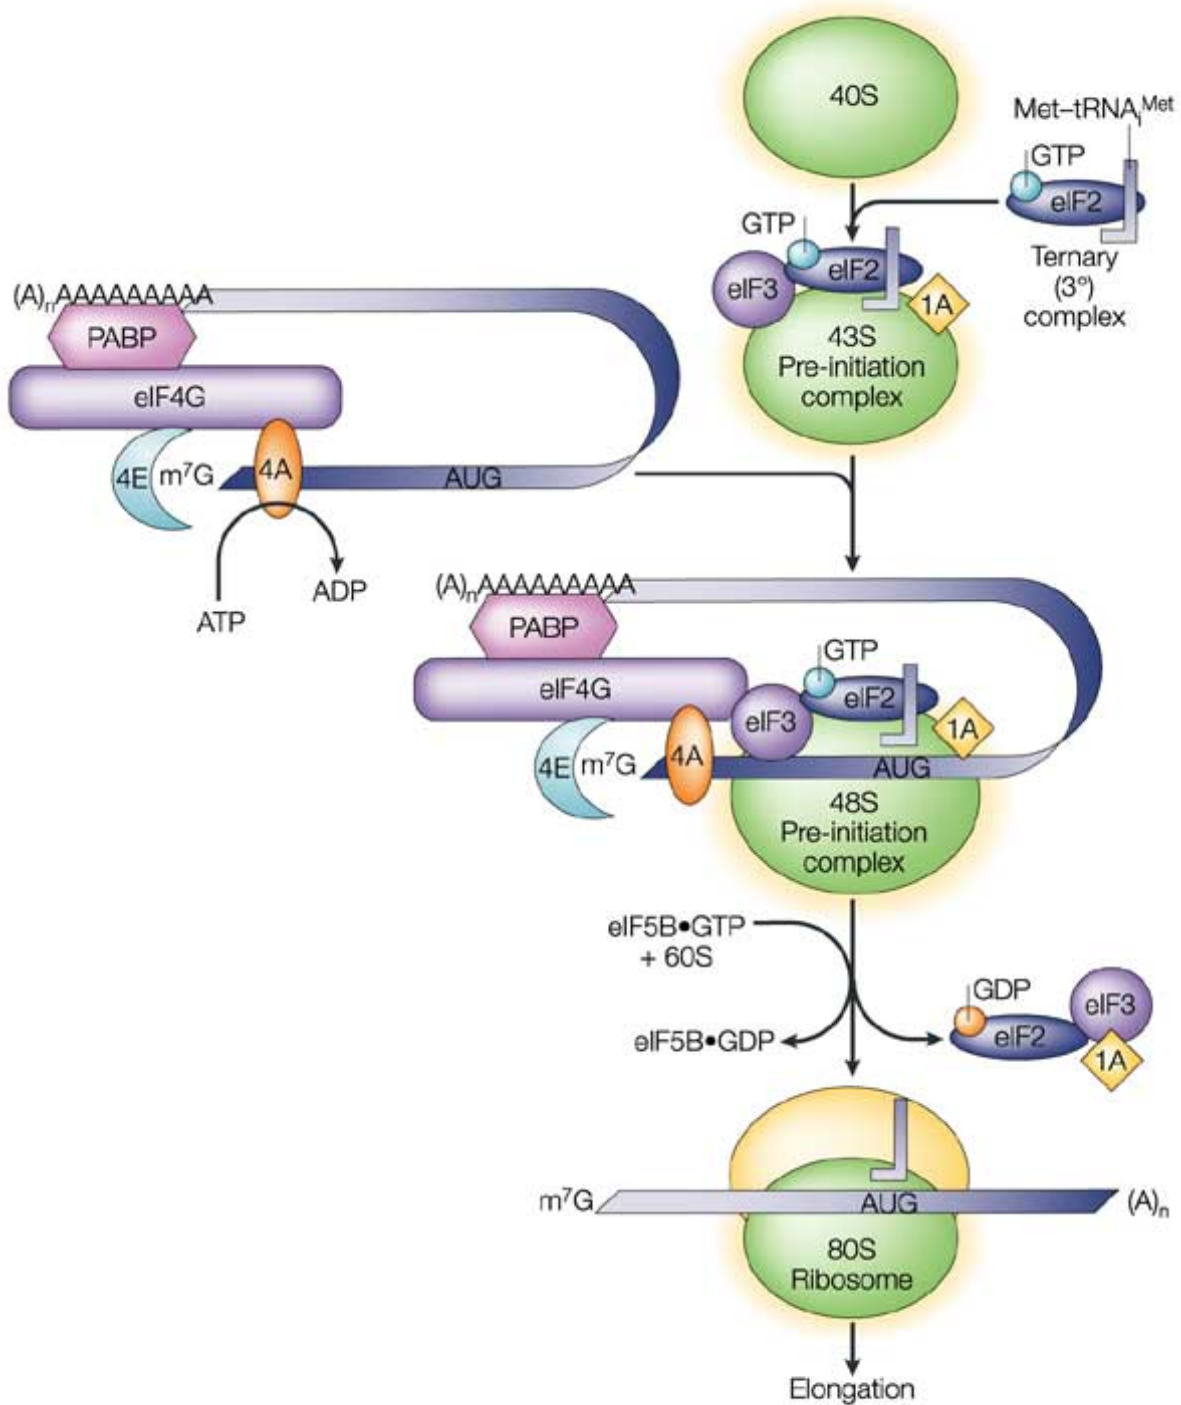 40S
Met–tRNAᵢᴹᵉᵗ
GTP
eIF2
Ternary
(3°)
complex
GTP
eIF3
eIF2
1A
43S
Pre-initiation
complex
(A)ₙAAAAAAAAA
PABP
eIF4G
4E
m⁷G
4A
AUG
ATP
ADP
(A)ₙAAAAAAAAA
PABP
eIF4G
GTP
eIF3
eIF2
1A
4E
m⁷G
4A
AUG
48S
Pre-initiation
complex
eIF5B•GTP
+ 60S
eIF5B•GDP
GDP
eIF2
eIF3
1A
m⁷G
AUG
(A)ₙ
80S
Ribosome
Elongation